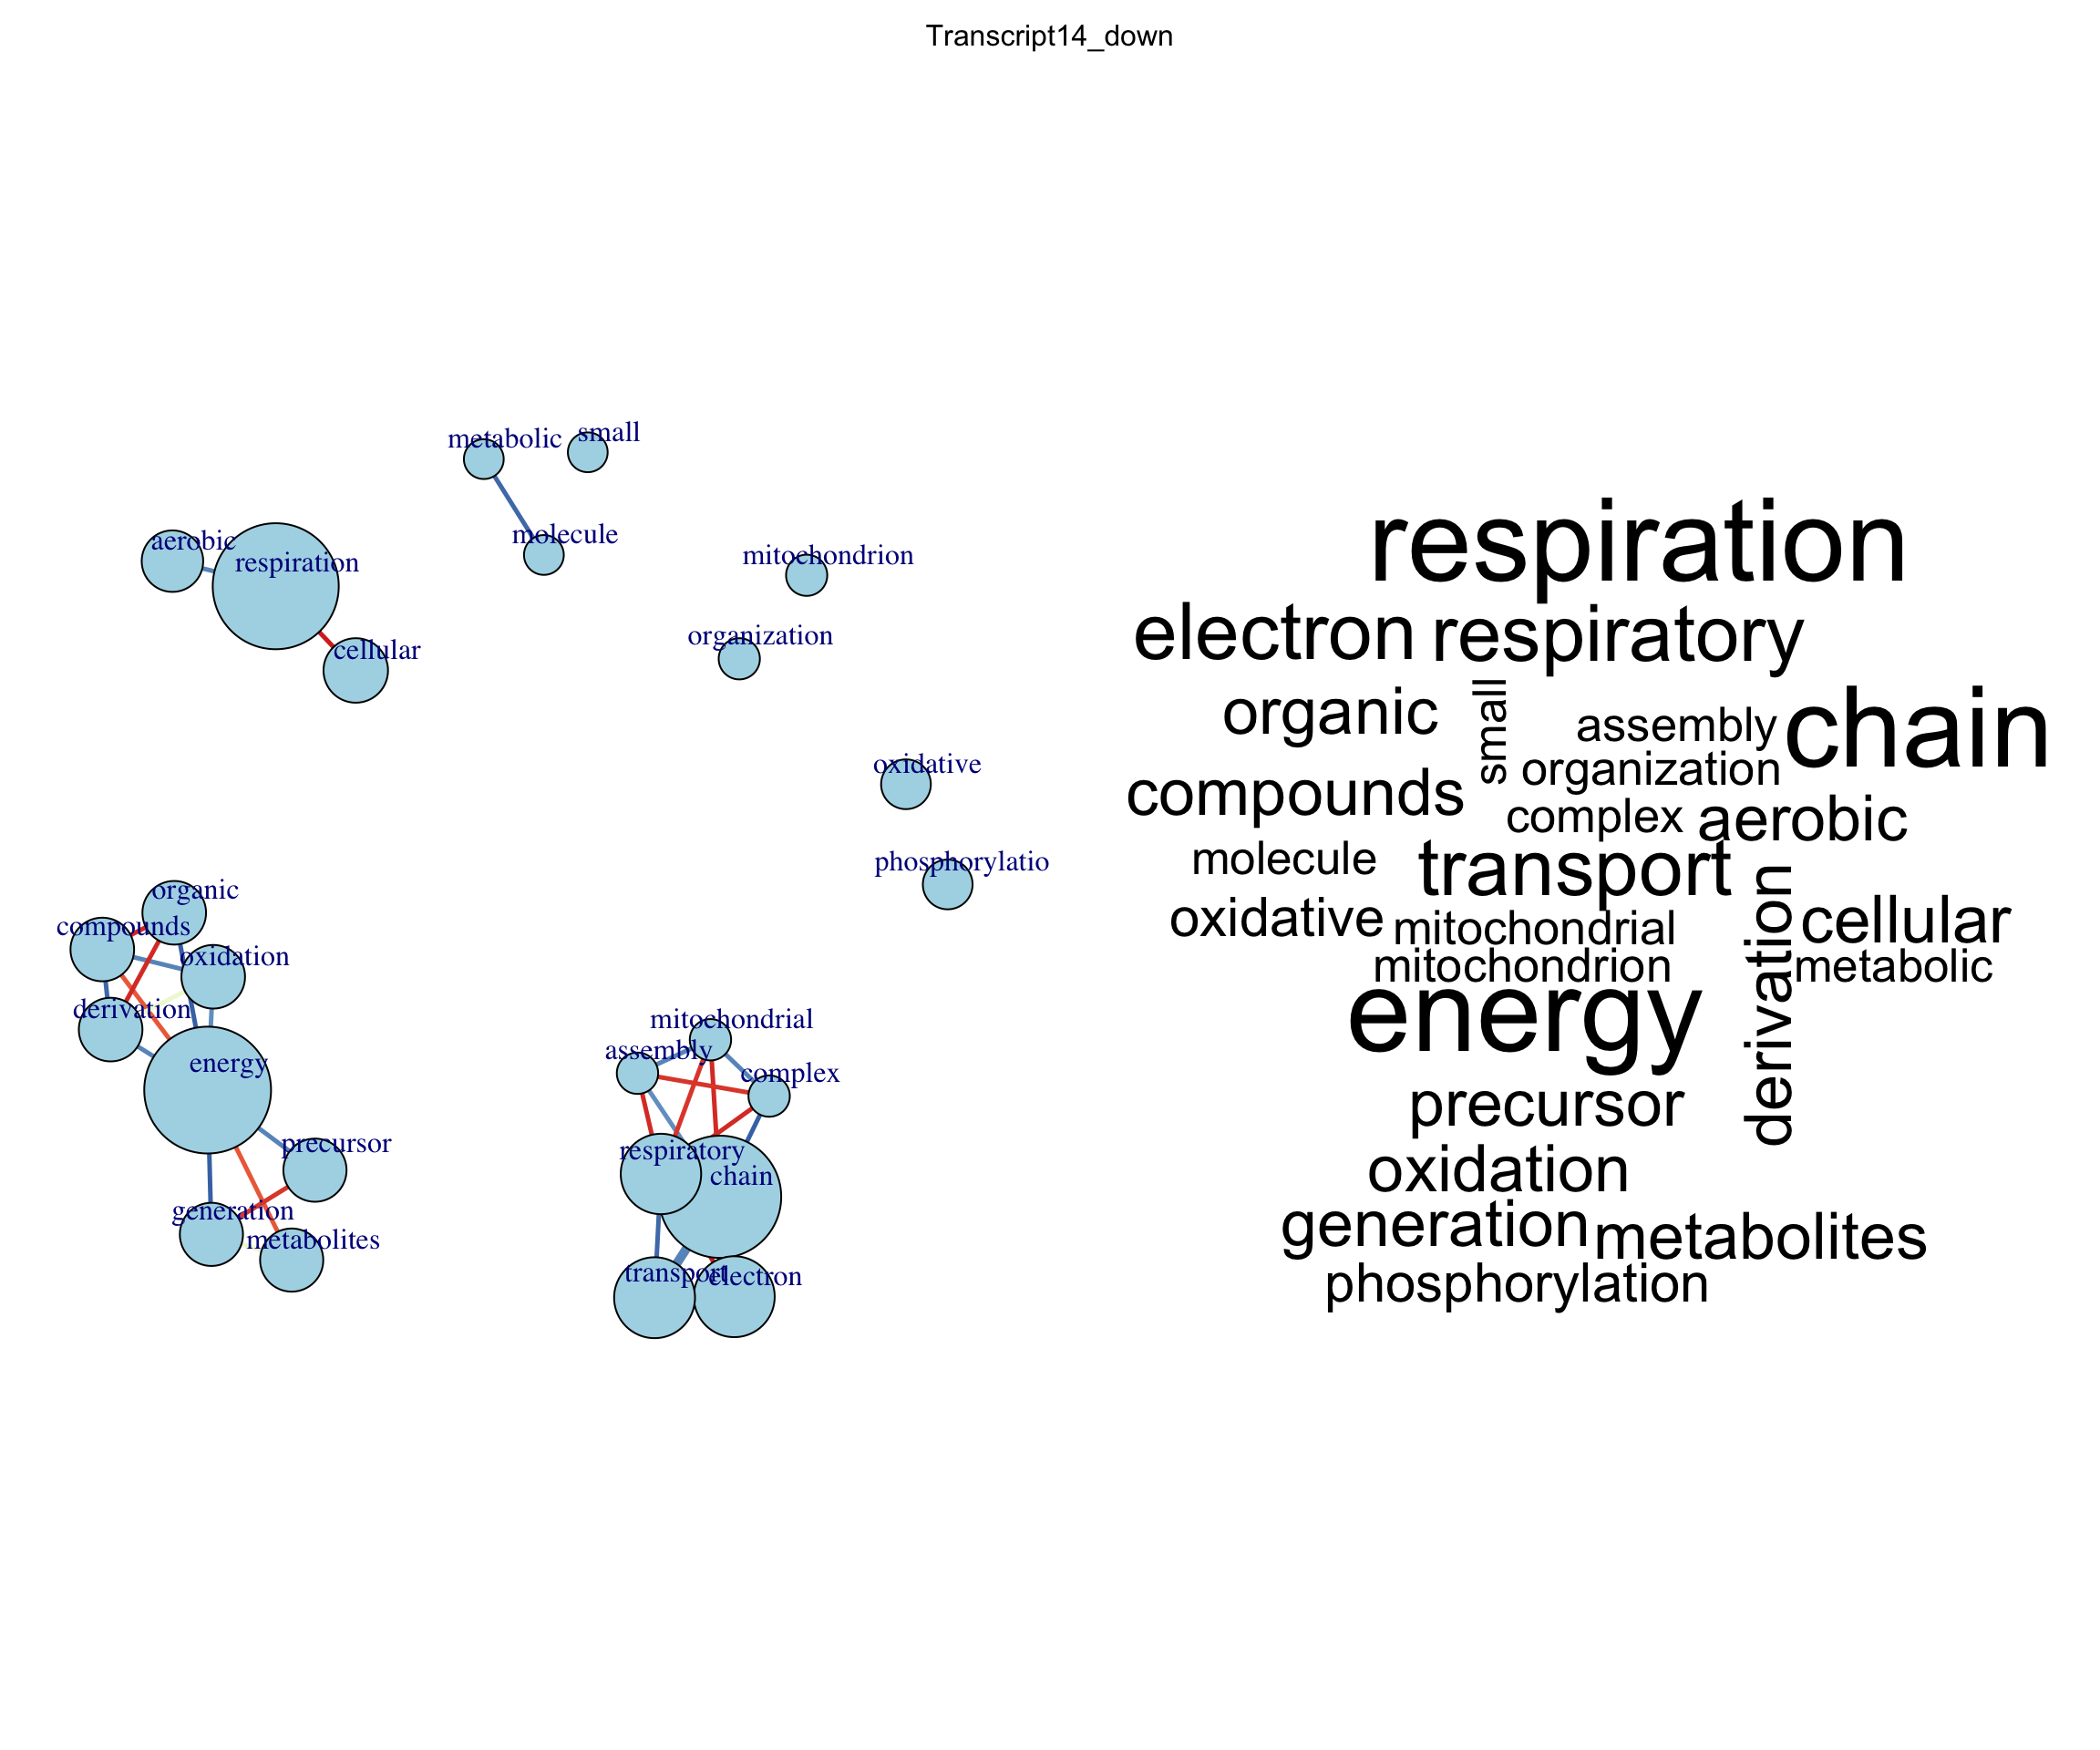 Transcript14_down
metabolic
small
aerobic
respiration
molecule
mitochondrion
organization
cellular
oxidative
phosphorylatio
organic
compounds
oxidation
derivation
energy
precursor
generation
metabolites
mitochondrial
assembly
complex
respiratory
chain
transport
electron
respiration
electron respiratory
organic
small
assembly
chain
organization
compounds
complex
aerobic
molecule
transport
derivation
oxidative
mitochondrial
cellular
mitochondrion
metabolic
energy
precursor
oxidation
generation
metabolites
phosphorylation